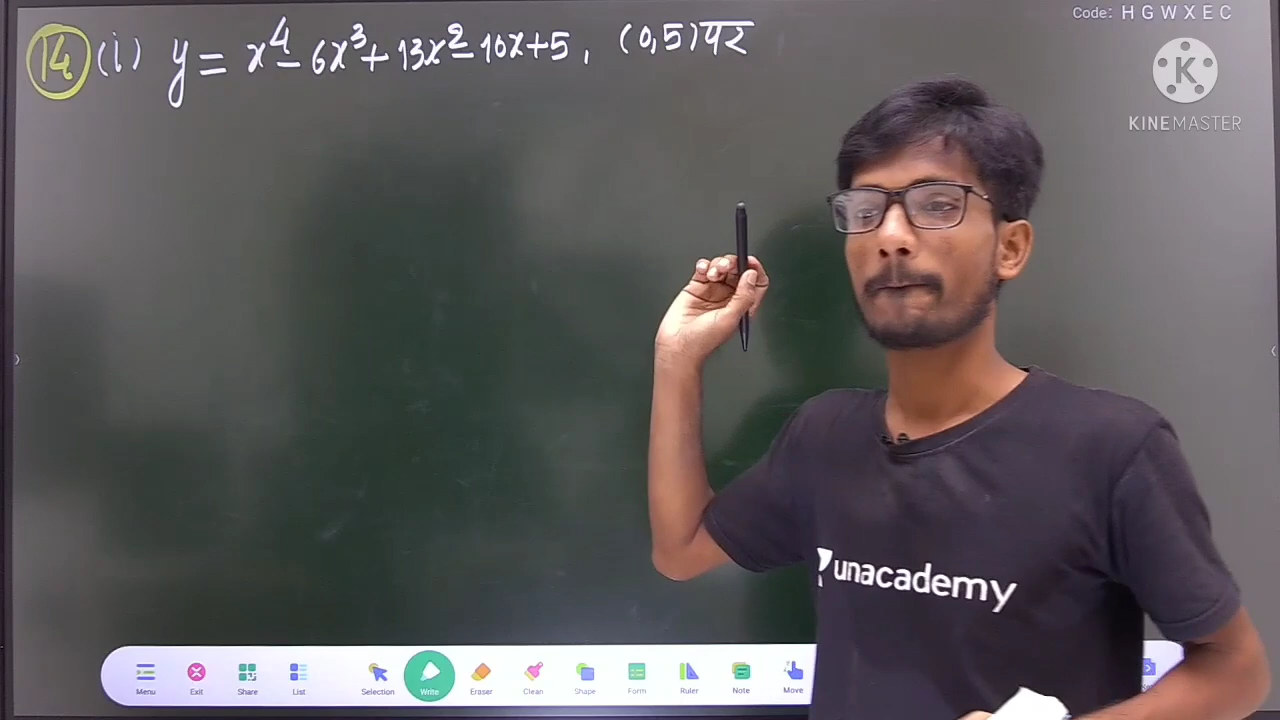 Code: H G W X E C
14 (i) y = x⁴ – 6x³ + 13x² – 10x + 5 , (0,5) पर
K
KINEMASTER
unacademy
Menu Exit Share List Selection Write Eraser Clean Shape Form Ruler Note Move